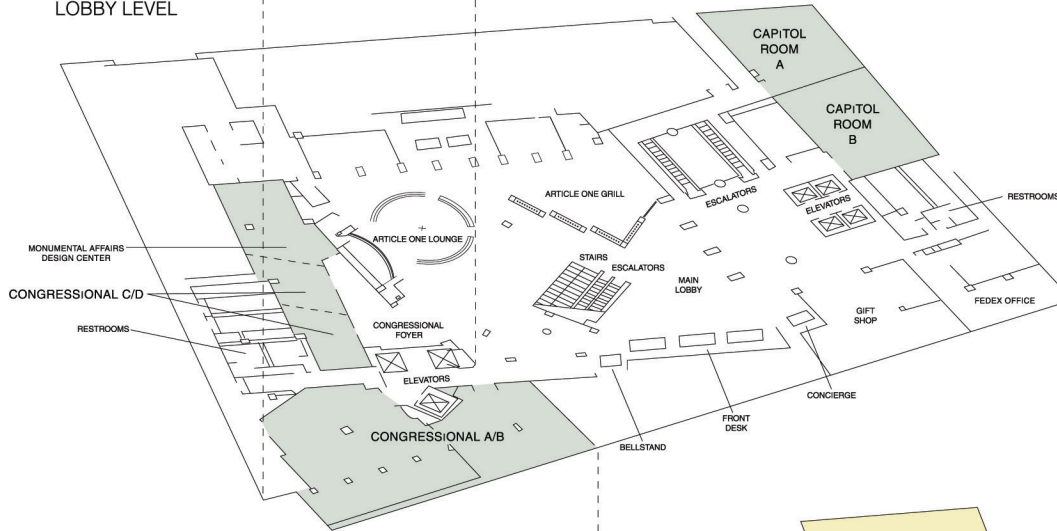 LOBBY LEVEL
CAPITOL
ROOM
A
CAPITOL
ROOM
B
ESCALATORS
ELEVATORS
RESTROOMS
ARTICLE ONE GRILL
ARTICLE ONE LOUNGE
MONUMENTAL AFFAIRS
DESIGN CENTER
STAIRS
ESCALATORS
MAIN
LOBBY
CONGRESSIONAL C/D
GIFT
SHOP
FEDEX OFFICE
RESTROOMS
CONGRESSIONAL
FOYER
ELEVATORS
CONCIERGE
FRONT
DESK
CONGRESSIONAL A/B
BELLSTAND